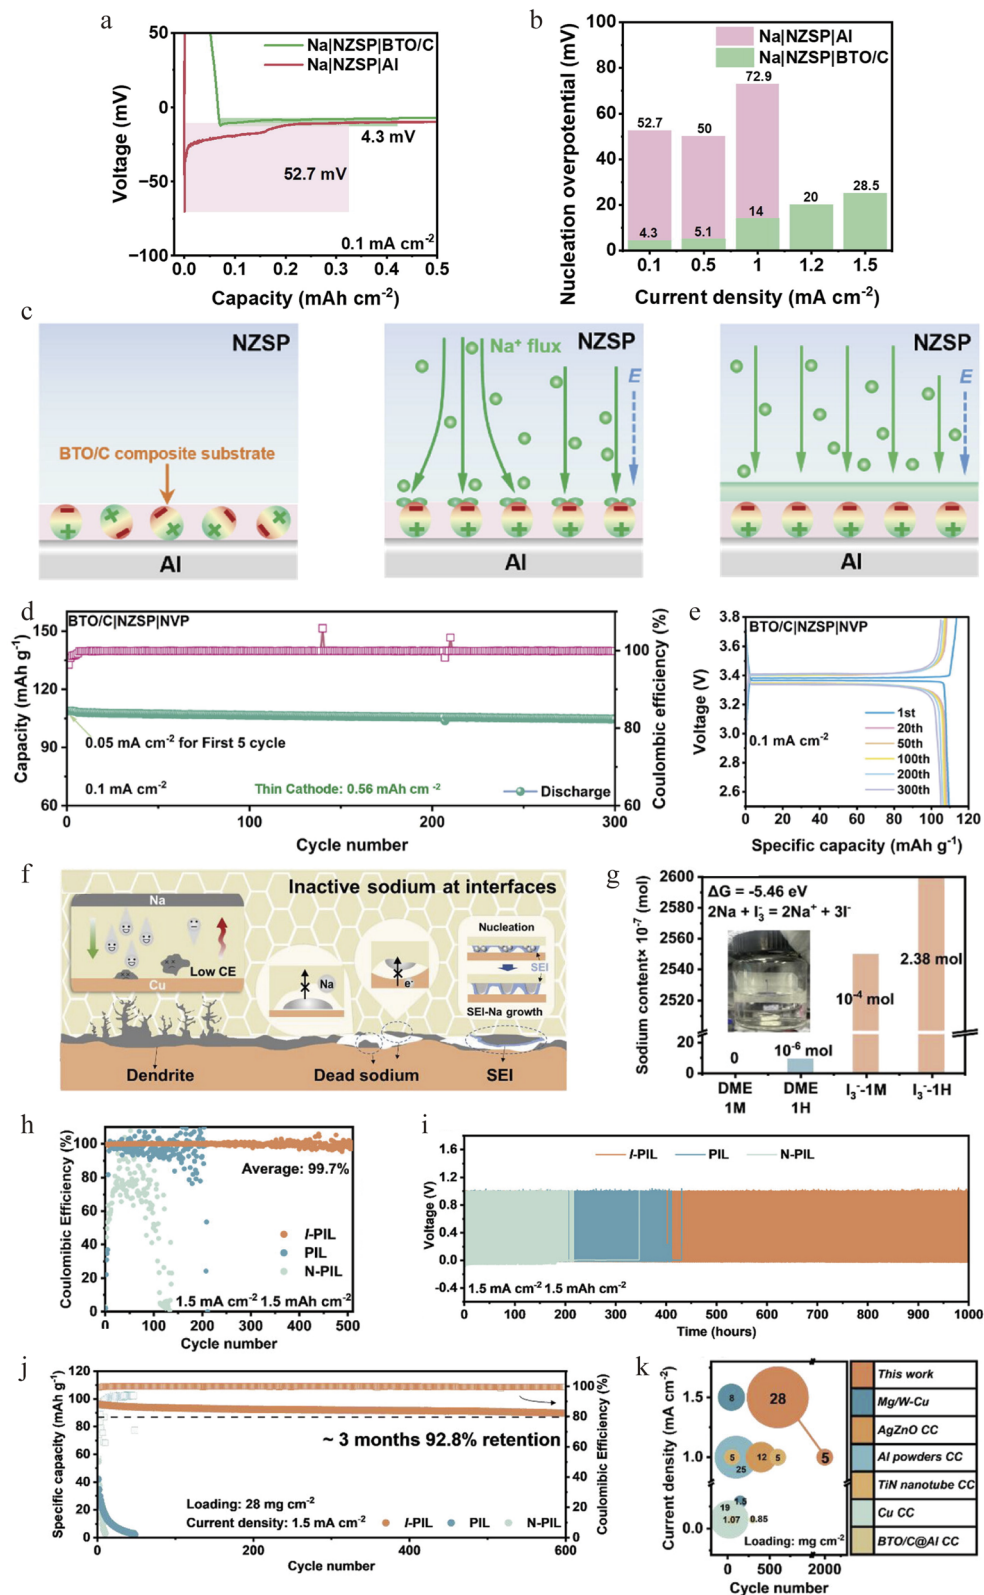 a
50
0
−50
−100
Voltage (mV)
Na|NZSP|BTO/C
Na|NZSP|Al
4.3 mV
52.7 mV
0.1 mA cm-2
0.0 0.1 0.2 0.3 0.4 0.5
Capacity (mAh cm-2)
b
100
80
60
40
20
0
Nucleation overpotential (mV)
Na|NZSP|Al
Na|NZSP|BTO/C
52.7
50
72.9
4.3
5.1
14
20
28.5
0.1 0.5 1 1.2 1.5
Current density (mA cm-2)
c
NZSP
BTO/C composite substrate
Al
Na+ flux
NZSP
E
Al
NZSP
E
Al
d
BTO/C|NZSP|NVP
150
135
120
105
90
75
60
Capacity (mAh g-1)
100
90
80
70
60
Coulombic efficiency (%)
0.05 mA cm-2 for First 5 cycle
0.1 mA cm-2
Thin Cathode: 0.56 mAh cm -2
Discharge
0 100 200 300
Cycle number
e
3.8
3.6
3.4
3.2
3.0
2.8
2.6
Voltage (V)
BTO/C|NZSP|NVP
0.1 mA cm-2
1st
20th
50th
100th
200th
300th
0 20 40 60 80 100 120
Specific capacity (mAh g-1)
f
Inactive sodium at interfaces
Na
Low CE
Cu
Na
e-
Nucleation
SEI
SEI-Na growth
Dendrite
Dead sodium
SEI
g
2600
2580
2550
2520
20
0
Sodium content× 10-7 (mol)
ΔG = -5.46 eV
2Na + I3- = 2Na+ + 3I-
0
10-6 mol
10-4 mol
2.38 mol
DME 1M
DME 1H
I3--1M
I3--1H
h
100
80
60
40
20
0
Coulombic Efficiency (%)
Average: 99.7%
I-PIL
PIL
N-PIL
1.5 mA cm-2 1.5 mAh cm-2
0 100 200 300 400 500
Cycle number
i
1.6
1.2
0.8
0.4
0.0
-0.4
Voltage (V)
I-PIL
PIL
N-PIL
1.5 mA cm-2 1.5 mAh cm-2
0 100 200 300 400 500 600 700 800 900 1000
Time (hours)
j
120
100
80
60
40
20
0
Specific capacity (mAh g-1)
100
80
60
40
20
0
Coulombic Efficiency (%)
~ 3 months 92.8% retention
Loading: 28 mg cm-2
Current density: 1.5 mA cm-2
I-PIL
PIL
N-PIL
0 200 400 600
Cycle number
k
1.5
1.0
0.0
Current density (mA cm-2)
8
28
5
25
12
5
5
19
1.5
1.07
0.85
Loading: mg cm-2
0 500 2000
Cycle number
This work
Mg/W-Cu
AgZnO CC
Al powders CC
TiN nanotube CC
Cu CC
BTO/C@Al CC